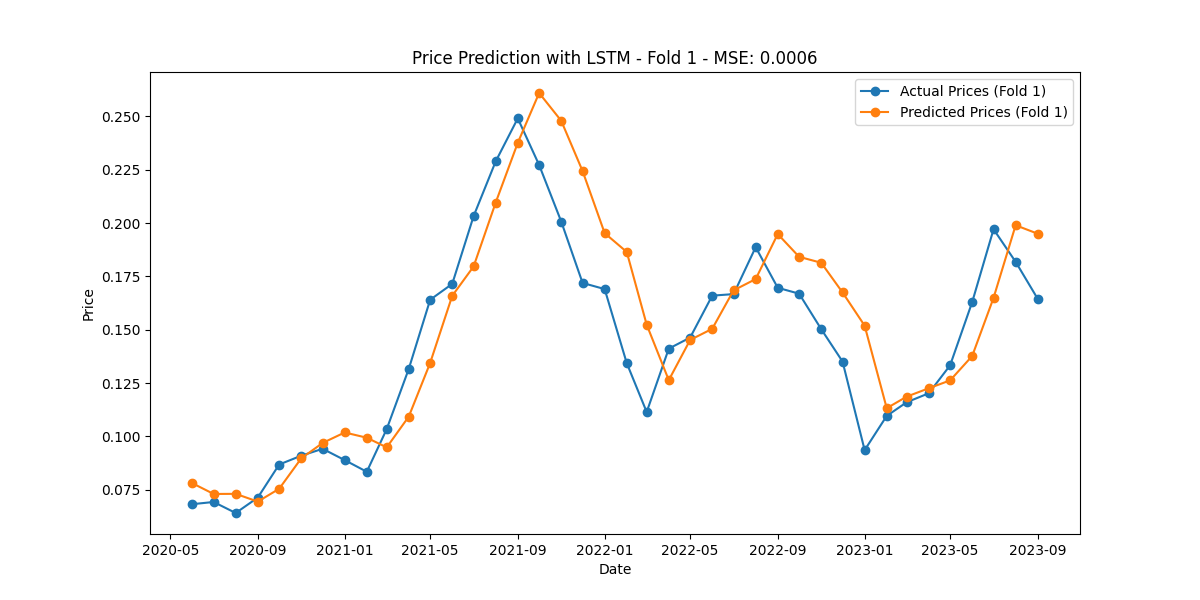 Price Prediction with LSTM - Fold 1 - MSE: 0.0006
Actual Prices (Fold 1)
Predicted Prices (Fold 1)
0.250
0.225
0.200
0.175
0.150
0.125
0.100
0.075
Price
2020-05 2020-09 2021-01 2021-05 2021-09 2022-01 2022-05 2022-09 2023-01 2023-05 2023-09
Date